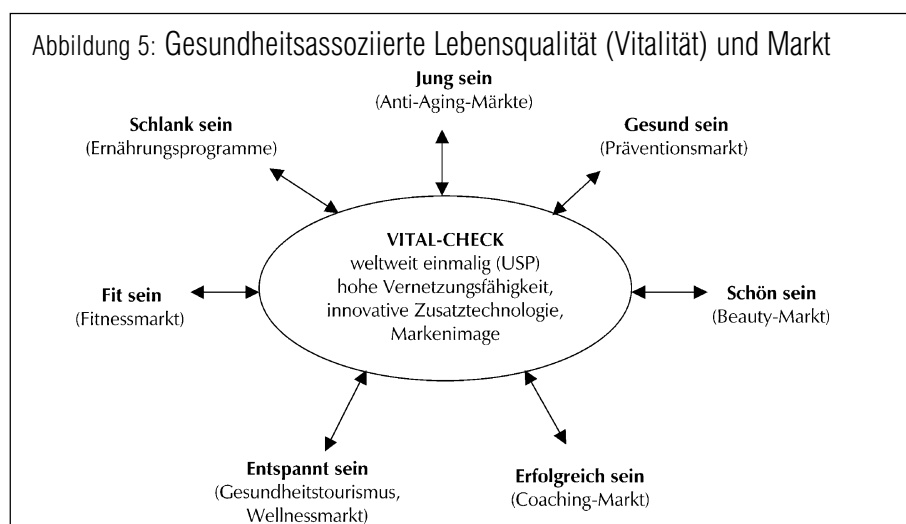 Abbildung 5: Gesundheitsassoziierte Lebensqualität (Vitalität) und Markt
Jung sein
(Anti-Aging-Märkte)
Schlank sein
(Ernährungsprogramme)
Gesund sein
(Präventionsmarkt)
VITAL-CHECK
weltweit einmalig (USP)
hohe Vernetzungsfähigkeit,
innovative Zusatztechnologie,
Markenimage
Fit sein
(Fitnessmarkt)
Schön sein
(Beauty-Markt)
Entspannt sein
(Gesundheitstourismus,
Wellnessmarkt)
Erfolgreich sein
(Coaching-Markt)